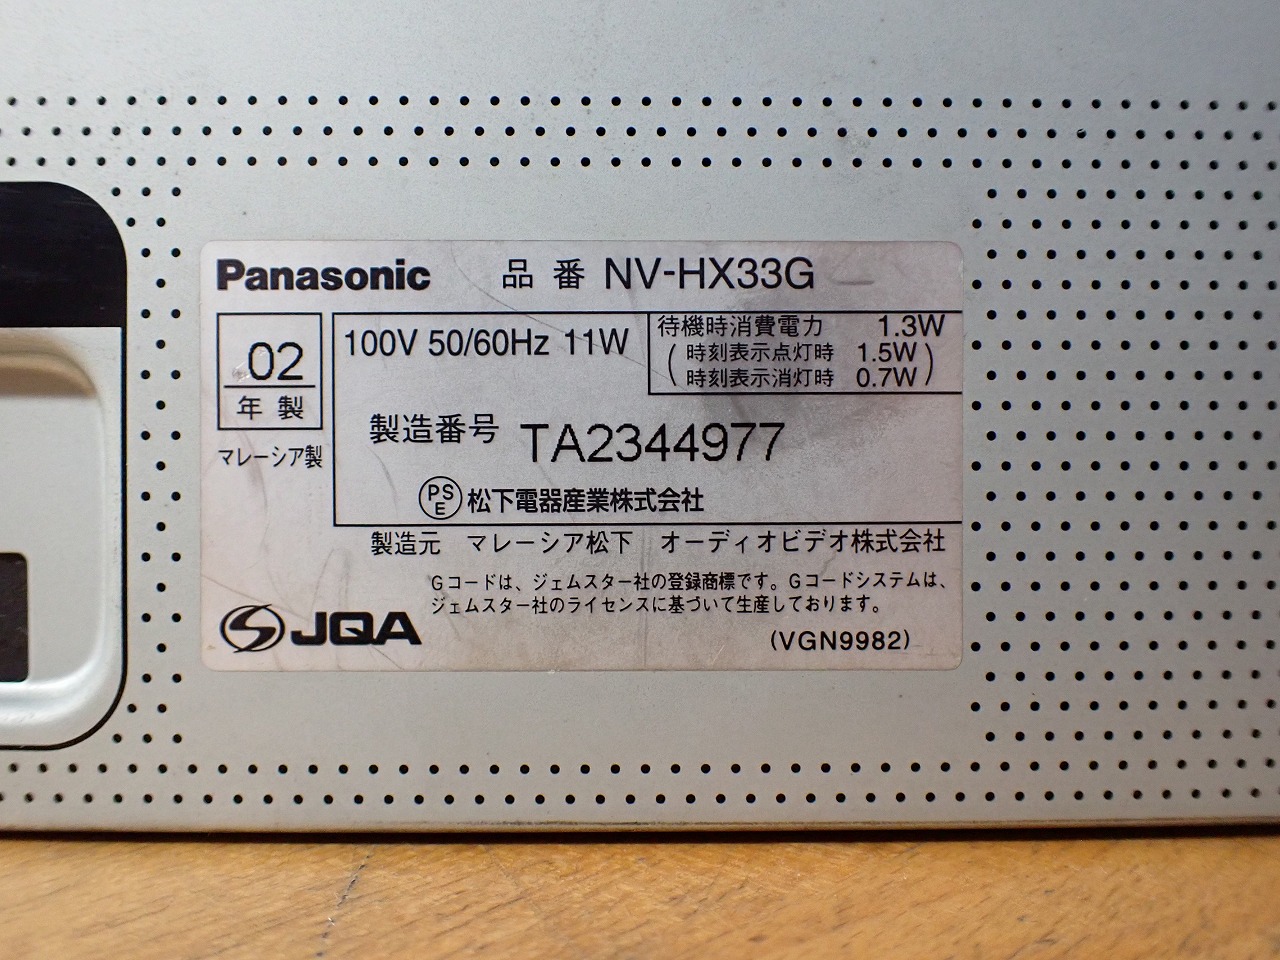 Panasonic 品番 NV-HX33G
02
年製
マレーシア製
100V 50/60Hz 11W
待機時消費電力 1.3W
(時刻表示点灯時 1.5W
時刻表示消灯時 0.7W)
製造番号 TA2344977
PSE 松下電器産業株式会社
製造元 マレーシア松下 オーディオビデオ株式会社
Gコードは、ジェムスター社の登録商標です。Gコードシステムは、
ジェムスター社のライセンスに基づいて生産しております。
JQA
(VGN9982)